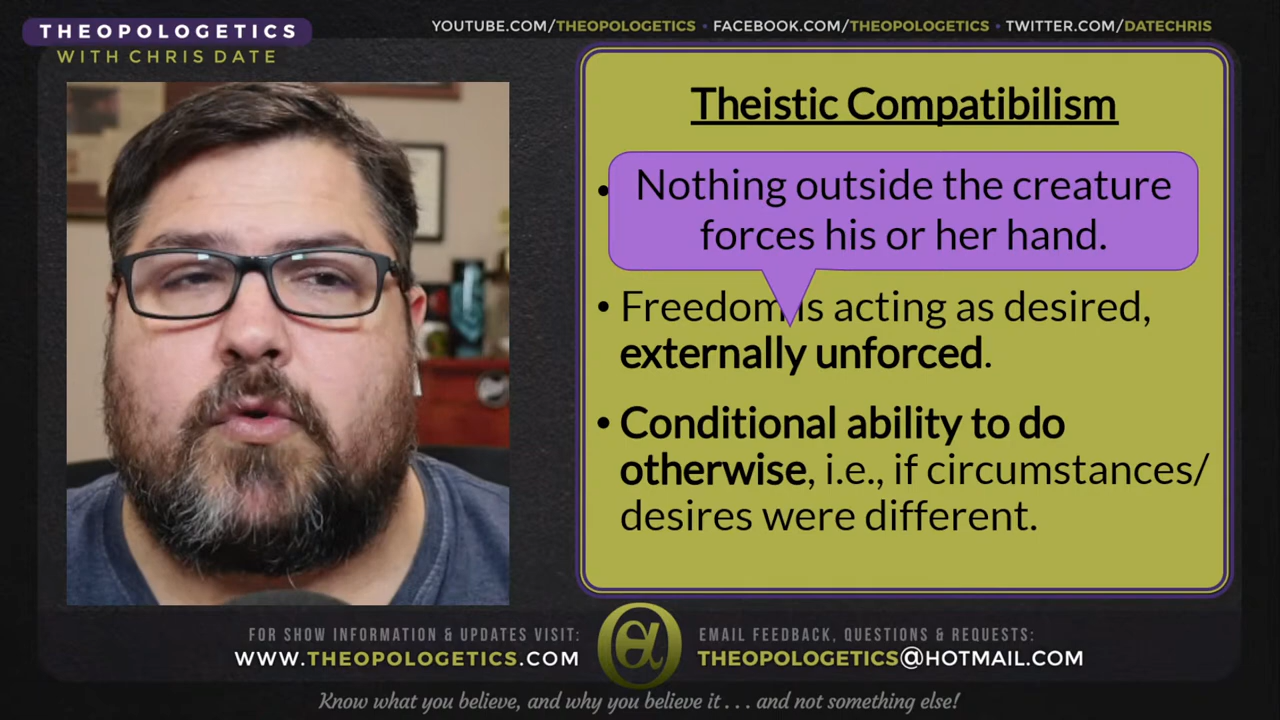 THEOPOLOGETICS
WITH CHRIS DATE
YOUTUBE.COM/THEOPOLOGETICS • FACEBOOK.COM/THEOPOLOGETICS • TWITTER.COM/DATECHRIS
Theistic Compatibilism
• Nothing outside the creature
forces his or her hand.
• Freedom is acting as desired,
externally unforced.
• Conditional ability to do
otherwise, i.e., if circumstances/
desires were different.
FOR SHOW INFORMATION & UPDATES VISIT:
WWW.THEOPOLOGETICS.COM
EMAIL FEEDBACK, QUESTIONS & REQUESTS:
THEOPOLOGETICS@HOTMAIL.COM
Know what you believe, and why you believe it . . . and not something else!